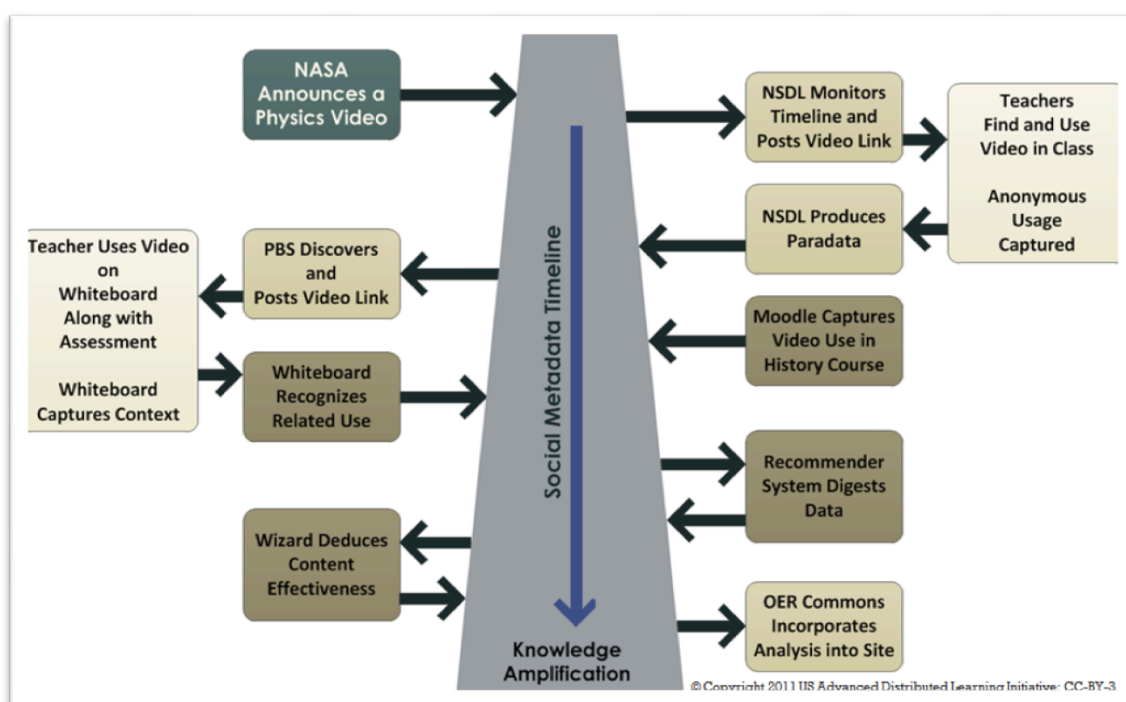 NASA
Announces a
Physics Video
NSDL Monitors
Timeline and
Posts Video Link
Teachers
Find and Use
Video in Class
Anonymous
Usage
Captured
NSDL Produces
Paradata
PBS Discovers
and
Posts Video Link
Teacher Uses Video
on
Whiteboard
Along with
Assessment
Whiteboard
Captures Context
Moodle Captures
Video Use in
History Course
Whiteboard
Recognizes
Related Use
Social Metadata Timeline
Recommender
System Digests
Data
Wizard Deduces
Content
Effectiveness
OER Commons
Incorporates
Analysis into Site
Knowledge
Amplification
© Copyright 2011 US Advanced Distributed Learning Initiative: CC-BY-3.